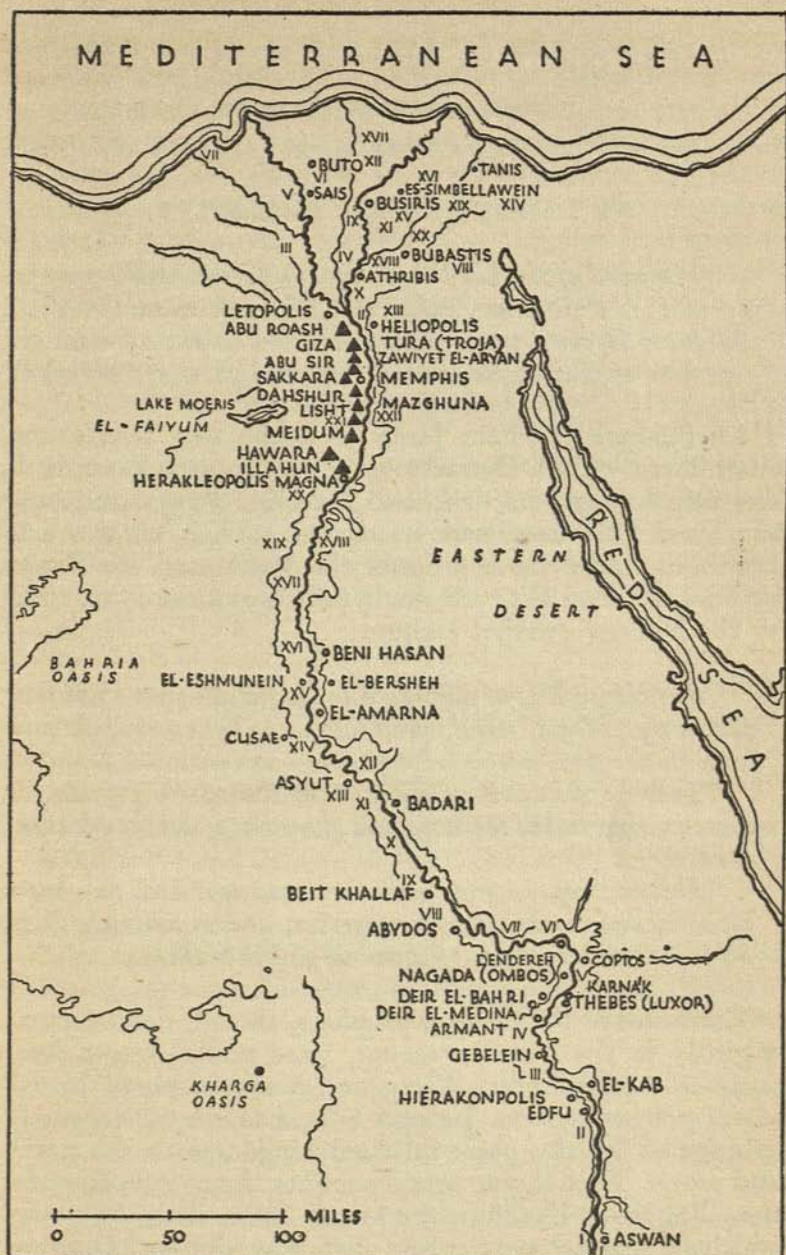 MEDITERRANEAN SEA
XVII
VII
BUTO
XII
VI
XVI
TANIS
V
SAIS
ES-SIMBELLAWEIN
BUSIRIS
IX
XV
XIX
XIV
XI
XX
III
IV
XVIII
BUBASTIS
VIII
ATHRIBIS
X
LETOPOLIS
II
XIII
ABU ROASH
HELIOPOLIS
GIZA
TURA (TROJA)
ABU SIR
ZAWIYET EL-ARYAN
SAKKARA
MEMPHIS
DAHSHUR
I
LAKE MOERIS
LISHT
MAZGHUNA
EL-FAIYUM
XXI
XXII
MEIDUM
HAWARA
ILLAHUN
HERAKLEOPOLIS MAGNA
XX
XIX
XVIII
EASTERN
DESERT
RED SEA
XVII
XVI
BENI HASAN
BAHRIA
OASIS
EL-ESHMUNEIN
XV
EL-BERSHEH
EL-AMARNA
CUSAE
XIV
XII
ASYUT
XIII
XI
BADARI
X
IX
BEIT KHALLAF
VIII
ABYDOS
VII
VI
DENDEREH
COPTOS
NAGADA (OMBOS)
V
KARNAK
DEIR EL-BAHRI
THEBES (LUXOR)
DEIR EL-MEDINA
ARMANT
IV
GEBELEIN
III
KHARGA
OASIS
EL-KAB
HIÉRAKONPOLIS
EDFU
II
MILES
0 50 100
I
ASWAN